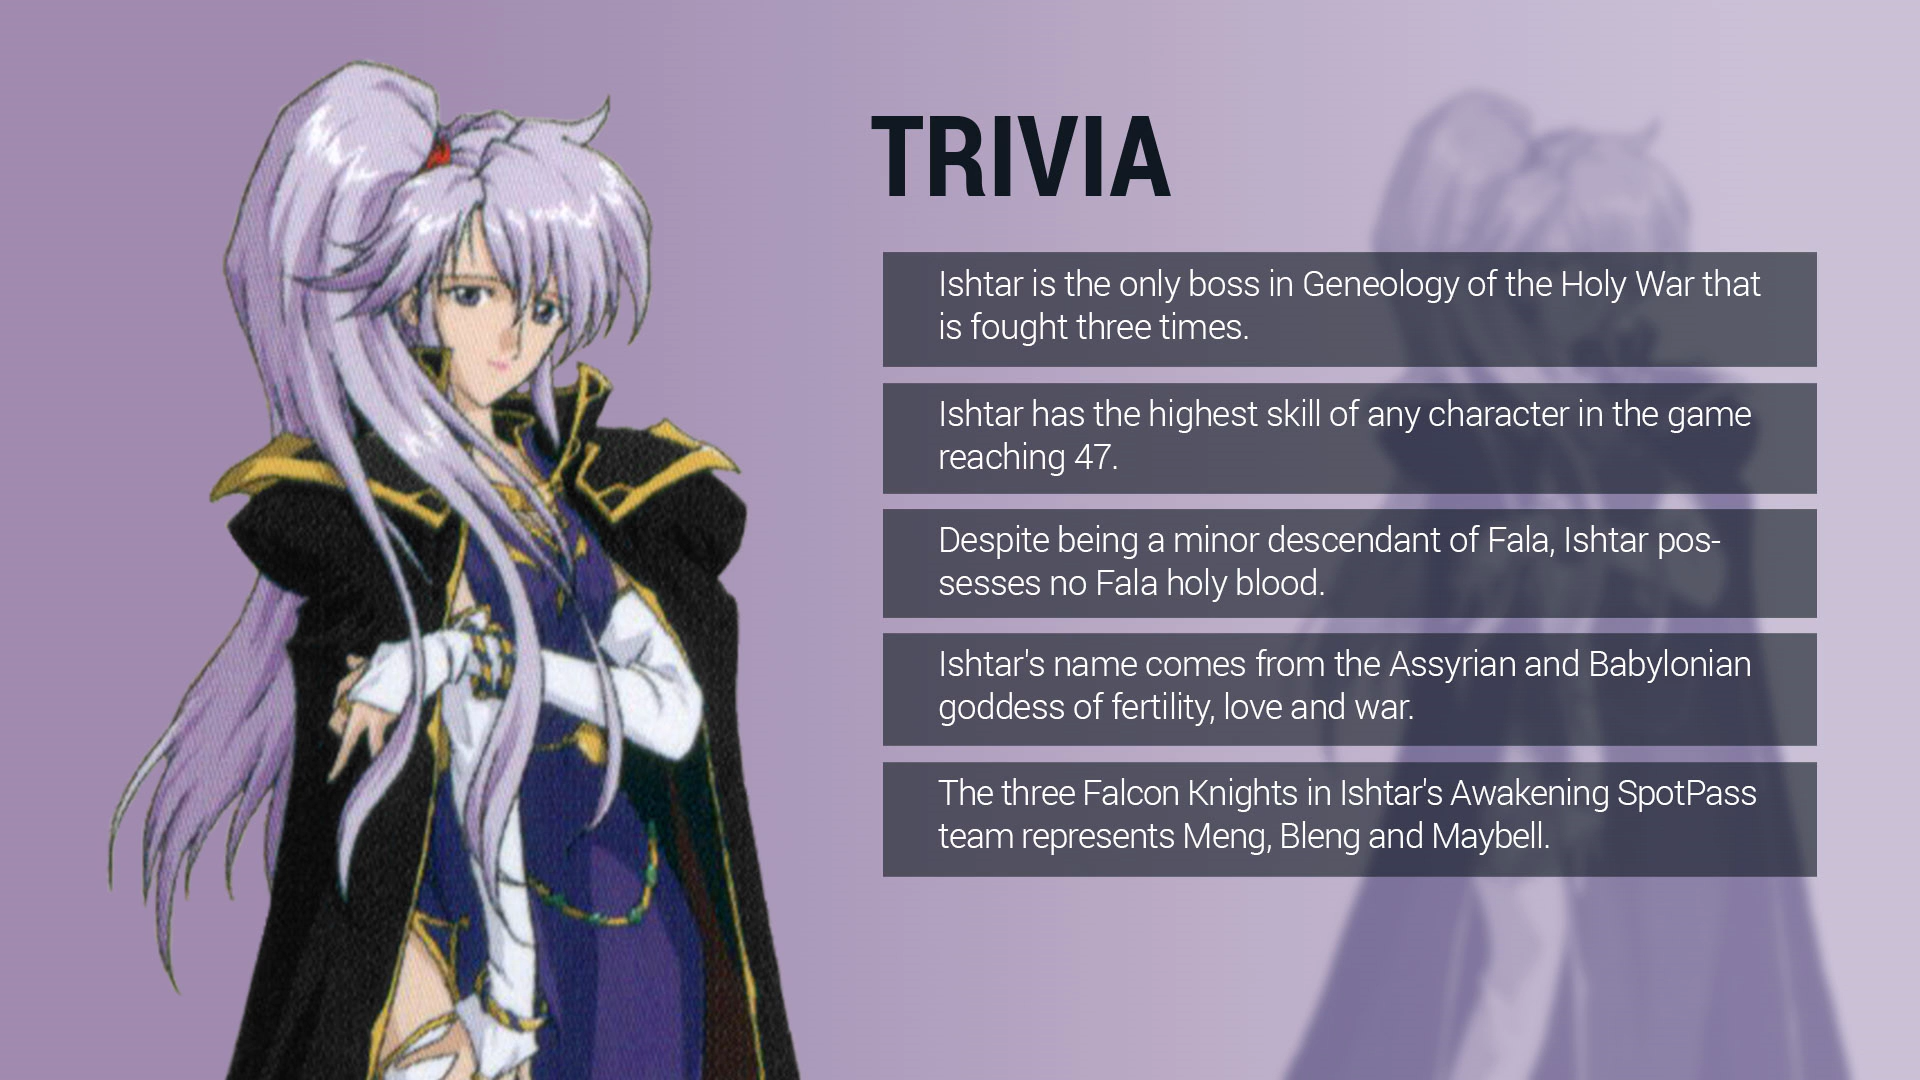 TRIVIA
Ishtar is the only boss in Geneology of the Holy War that
is fought three times.
Ishtar has the highest skill of any character in the game
reaching 47.
Despite being a minor descendant of Fala, Ishtar pos-
sesses no Fala holy blood.
Ishtar's name comes from the Assyrian and Babylonian
goddess of fertility, love and war.
The three Falcon Knights in Ishtar's Awakening SpotPass
team represents Meng, Bleng and Maybell.